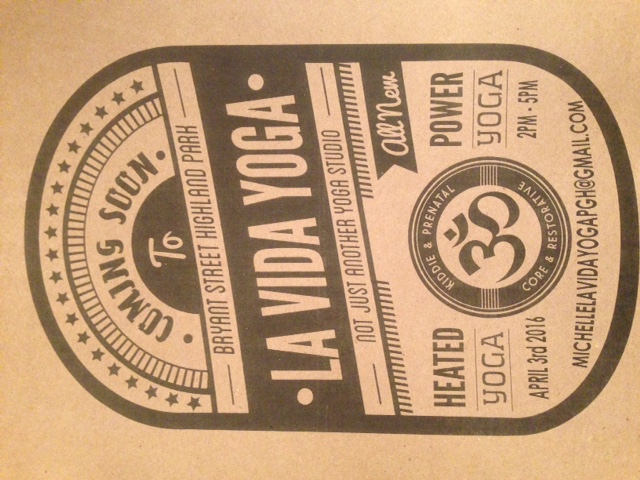 COMING SOON
To
BRYANT STREET HIGHLAND PARK
LA VIDA YOGA
NOT JUST ANOTHER YOGA STUDIO
All New
HEATED
YOGA
POWER
YOGA
KIDDIE & PRENATAL
ॐ
CORE & RESTORATIVE
APRIL 3rd 2016
2PM - 5PM
MICHELLELAVIDAYOGAPGH@GMAIL.COM